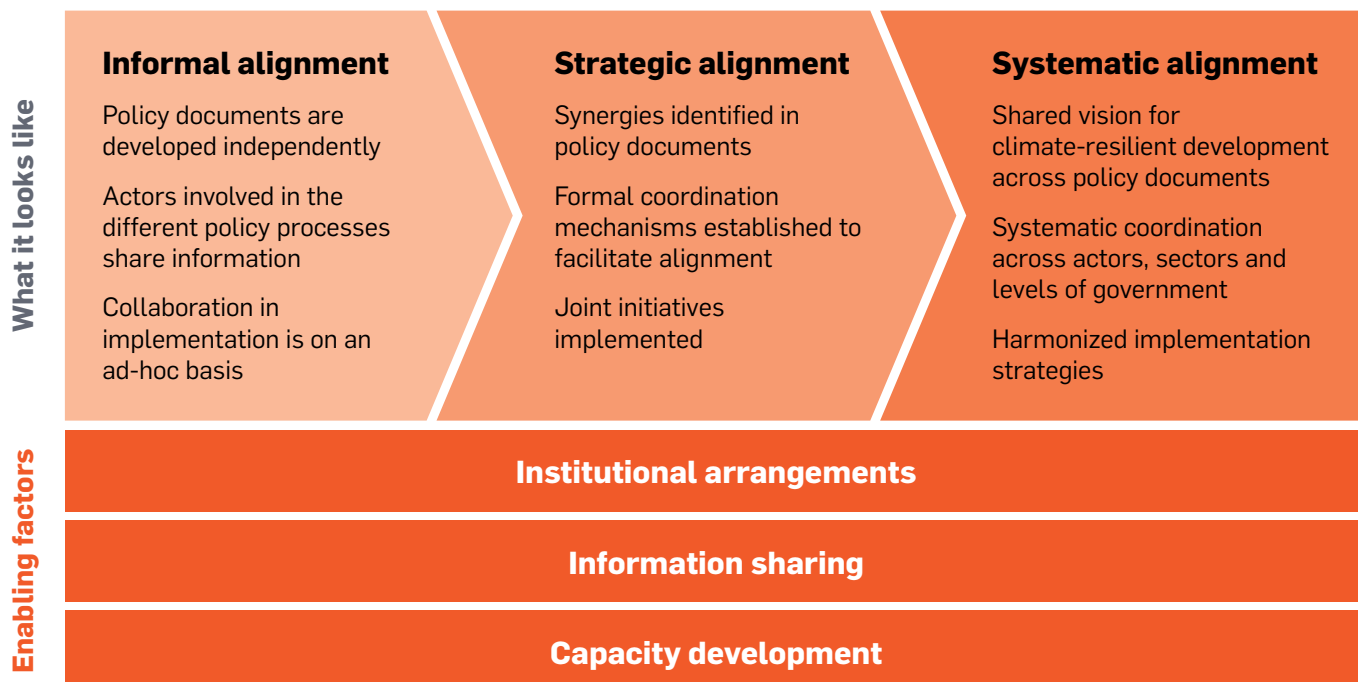 What it looks like
Informal alignment
Policy documents are
developed independently
Actors involved in the
different policy processes
share information
Collaboration in
implementation is on an
ad-hoc basis
Strategic alignment
Synergies identified in
policy documents
Formal coordination
mechanisms established to
facilitate alignment
Joint initiatives
implemented
Systematic alignment
Shared vision for
climate-resilient development
across policy documents
Systematic coordination
across actors, sectors and
levels of government
Harmonized implementation
strategies
Enabling factors
Institutional arrangements
Information sharing
Capacity development